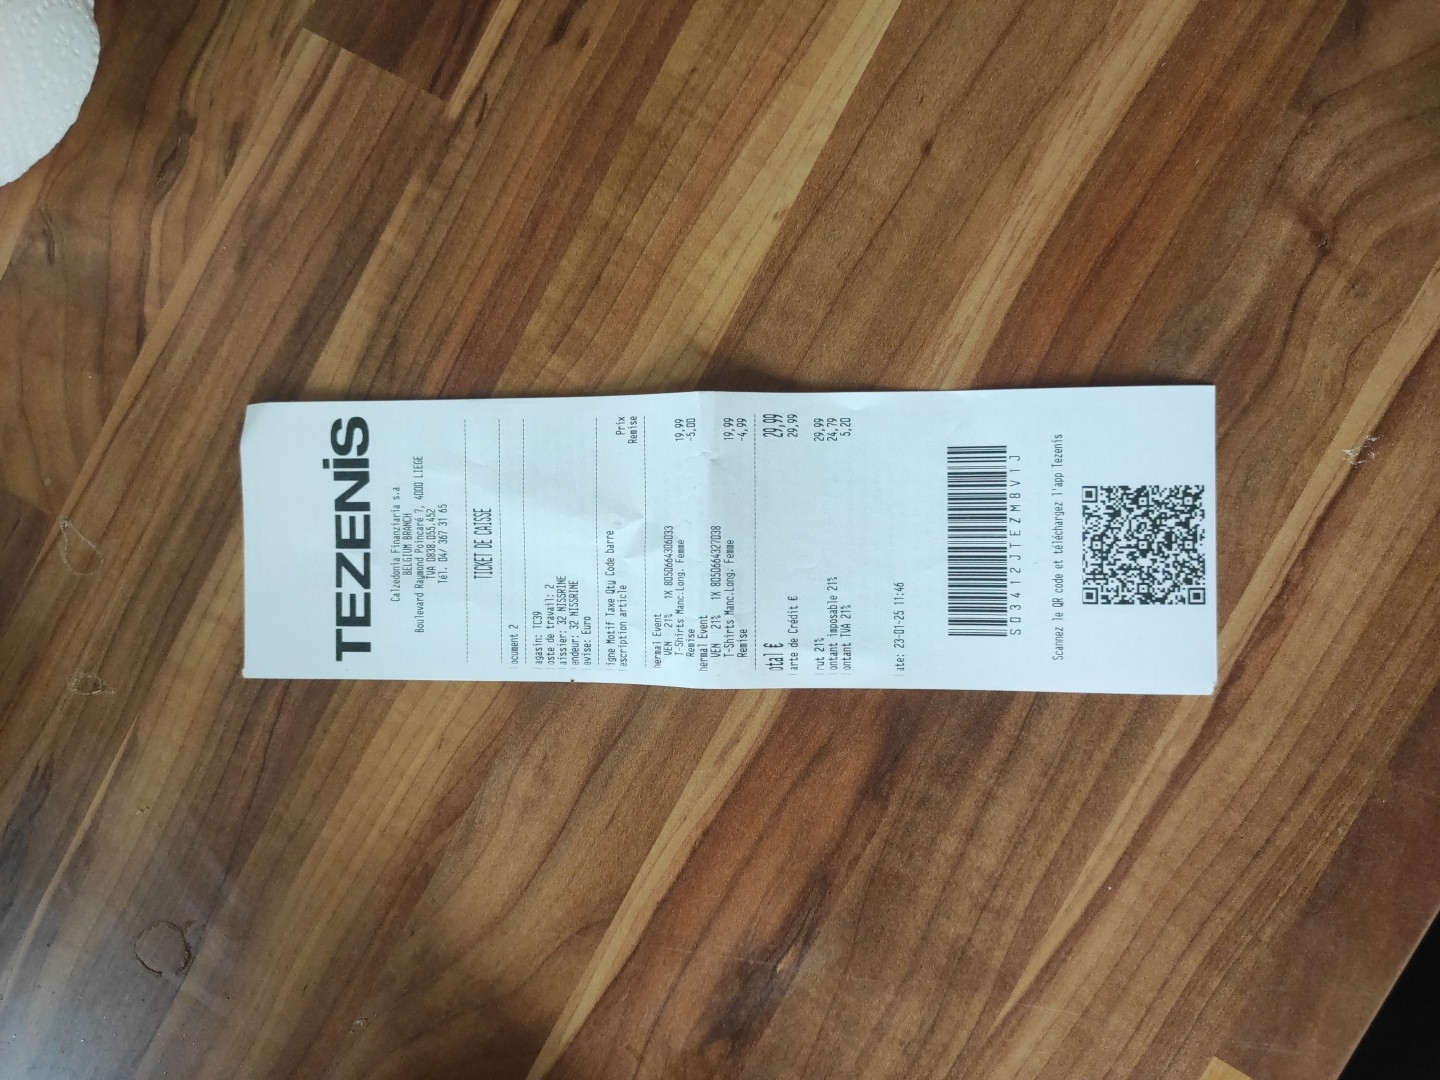 TEZENIS
Calzedonia Finanziaria s.a
BELGIUM BRANCH
Boulevard Raymond Poincaré 7, 4000 LIEGE
TVA 0838.055.452
Tél. 04/ 367 31 65
TICKET DE CAISSE
ocument 2
agasin: TC39
oste de travail: 2
aissier: 32 NISSRINE
endeur: 32 NISSRINE
evise: Euro
igne Motif Taxe Qty Code barre Prix
escription article Remise
hermal Event
VEN 21% 1X 8050664306033 19,99
T-Shirts Manc.Long. Femme -5,00
Remise
hermal Event
VEN 21% 1X 8050664327038 19,99
T-Shirts Manc.Long. Femme -4,99
Remise
otal € 29,99
arte de Crédit € 29,99
rut 21% 29,99
ontant imposable 21% 24,79
ontant TVA 21% 5,20
ate: 23-01-25 11:46
S03412JTEZM8V1J
Scannez le QR code et téléchargez l'app Tezenis